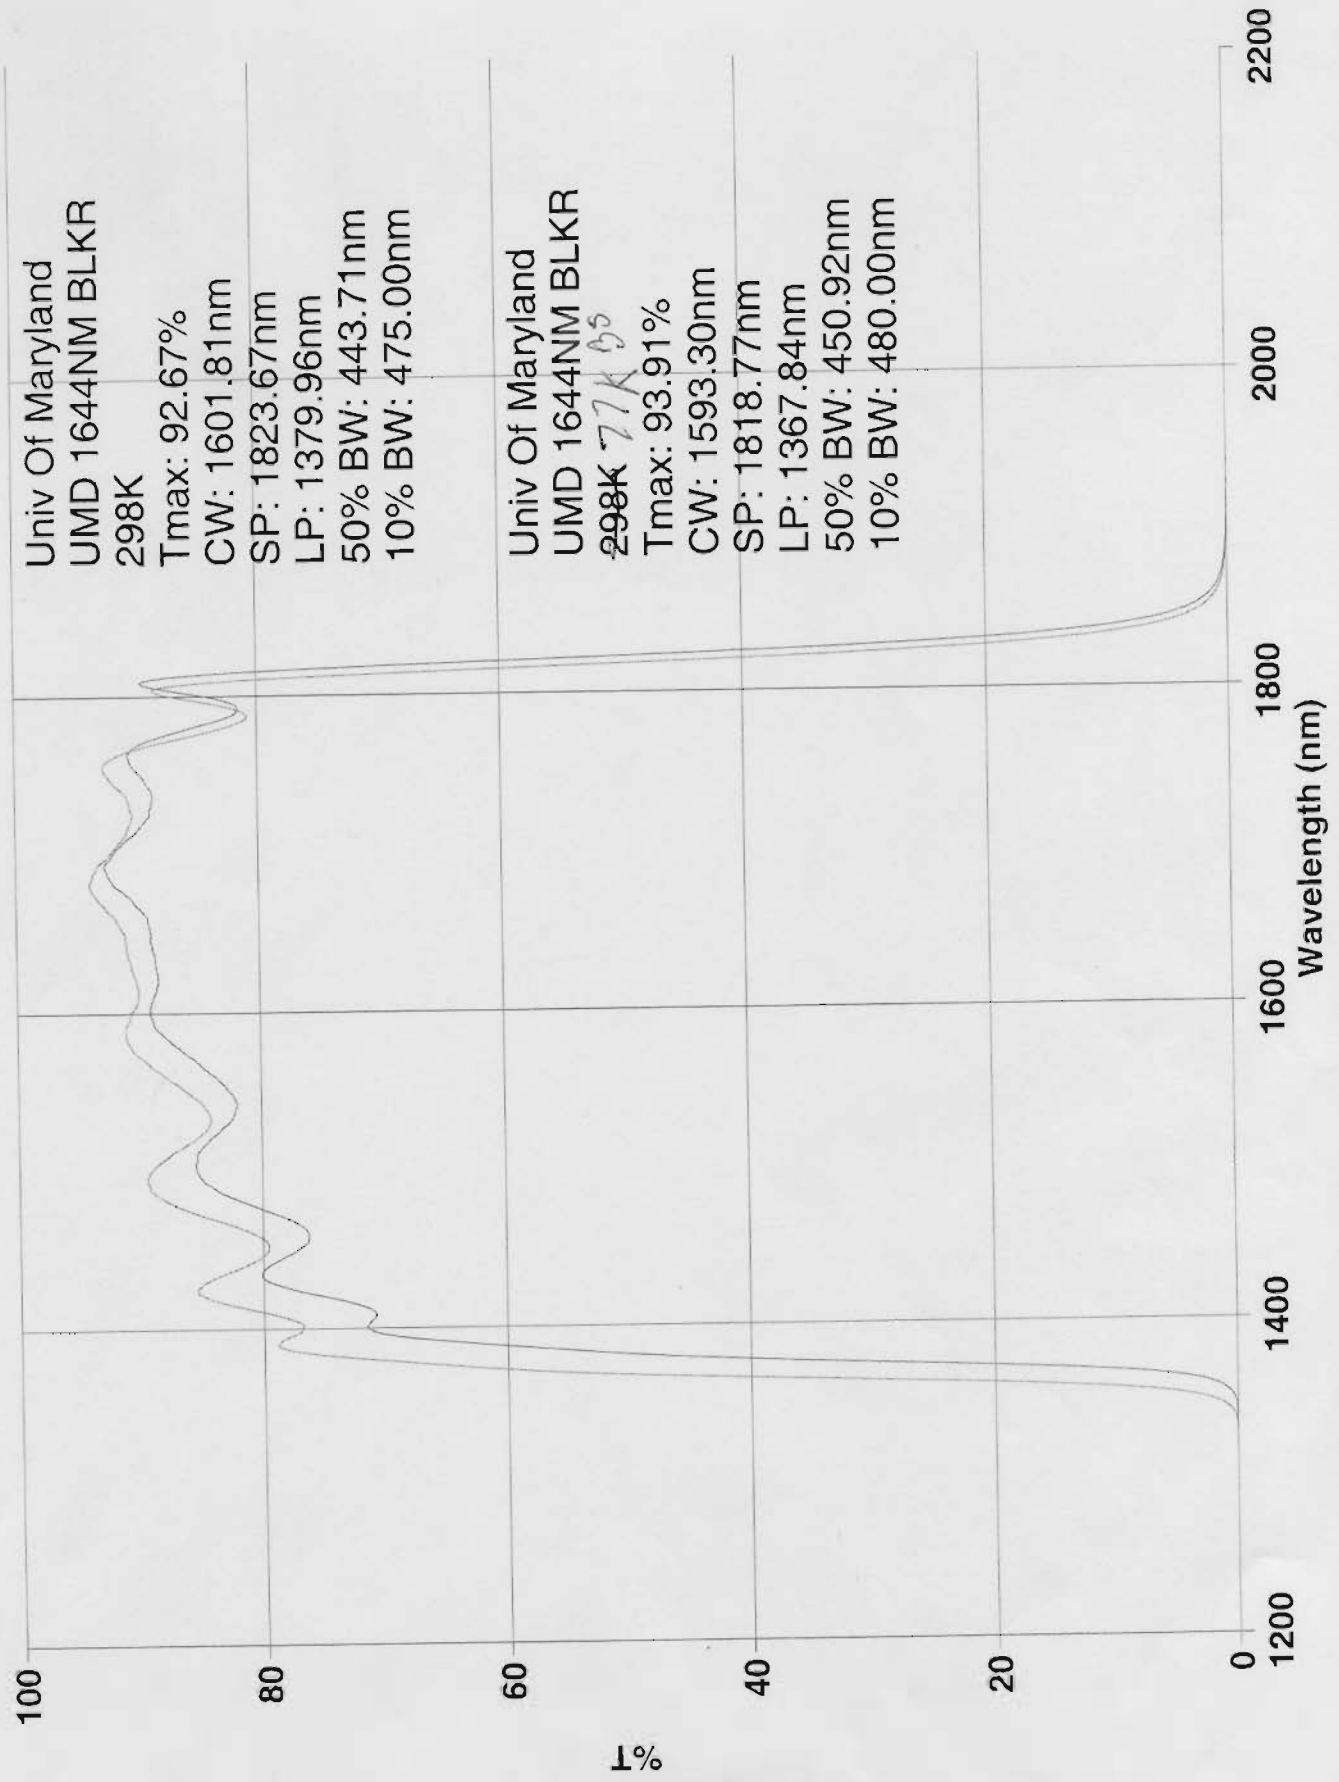 Univ Of Maryland
UMD 1644NM BLKR
298K
Tmax: 92.67%
CW: 1601.81nm
SP: 1823.67nm
LP: 1379.96nm
50% BW: 443.71nm
10% BW: 475.00nm
Univ Of Maryland
UMD 1644NM BLKR
298K 77K BS
Tmax: 93.91%
CW: 1593.30nm
SP: 1818.77nm
LP: 1367.84nm
50% BW: 450.92nm
10% BW: 480.00nm
%T
100
80
60
40
20
0
1200
1400
1600
1800
2000
2200
Wavelength (nm)